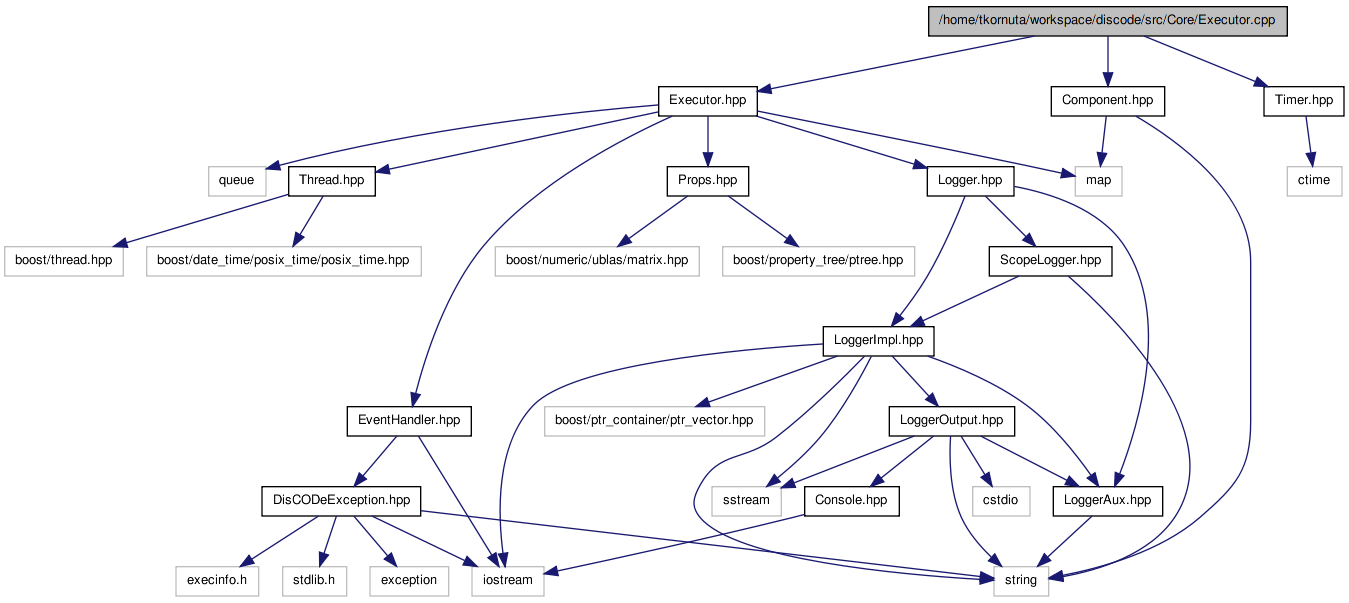 /home/tkornuta/workspace/discode/src/Core/Executor.cpp
Executor.hpp
Component.hpp
Timer.hpp
queue
Thread.hpp
Props.hpp
Logger.hpp
map
ctime
boost/thread.hpp
boost/date_time/posix_time/posix_time.hpp
boost/numeric/ublas/matrix.hpp
boost/property_tree/ptree.hpp
ScopeLogger.hpp
LoggerImpl.hpp
EventHandler.hpp
boost/ptr_container/ptr_vector.hpp
LoggerOutput.hpp
DisCODeException.hpp
sstream
Console.hpp
cstdio
LoggerAux.hpp
execinfo.h
stdlib.h
exception
iostream
string